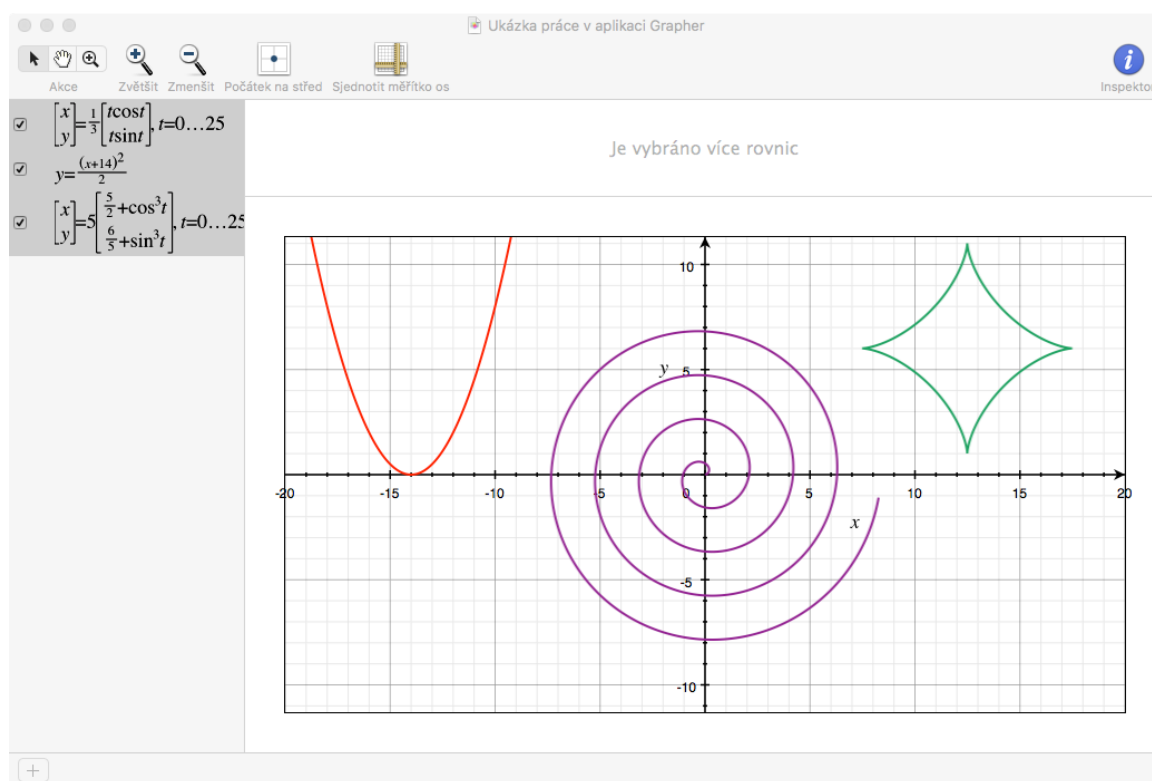 Ukázka práce v aplikaci Grapher
Akce Zvětšit Zmenšit Počátek na střed Sjednotit měřítko os Inspektor
[x y]=1/3[tcost tsint], t=0…25
y=(x+14)²/2
[x y]=5[5/2+cos³t 6/5+sin³t], t=0…25
Je vybráno více rovnic
10
y 5
-20 -15 -10 -5 0 5 10 15 20
x
-5
-10